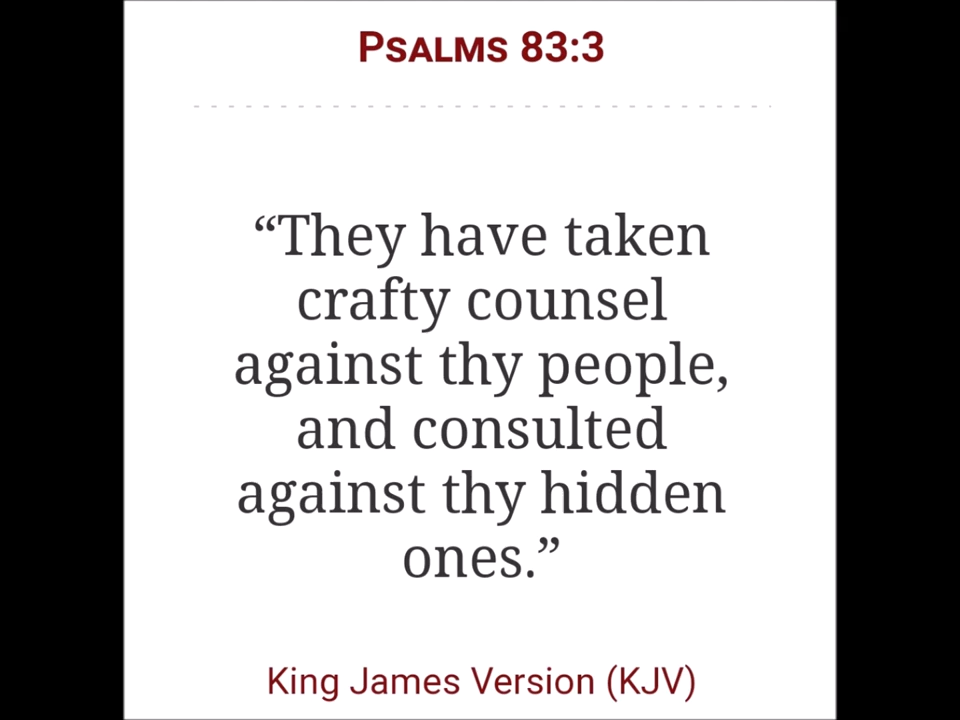 Psalms 83:3
“They have taken
crafty counsel
against thy people,
and consulted
against thy hidden
ones.”
King James Version (KJV)